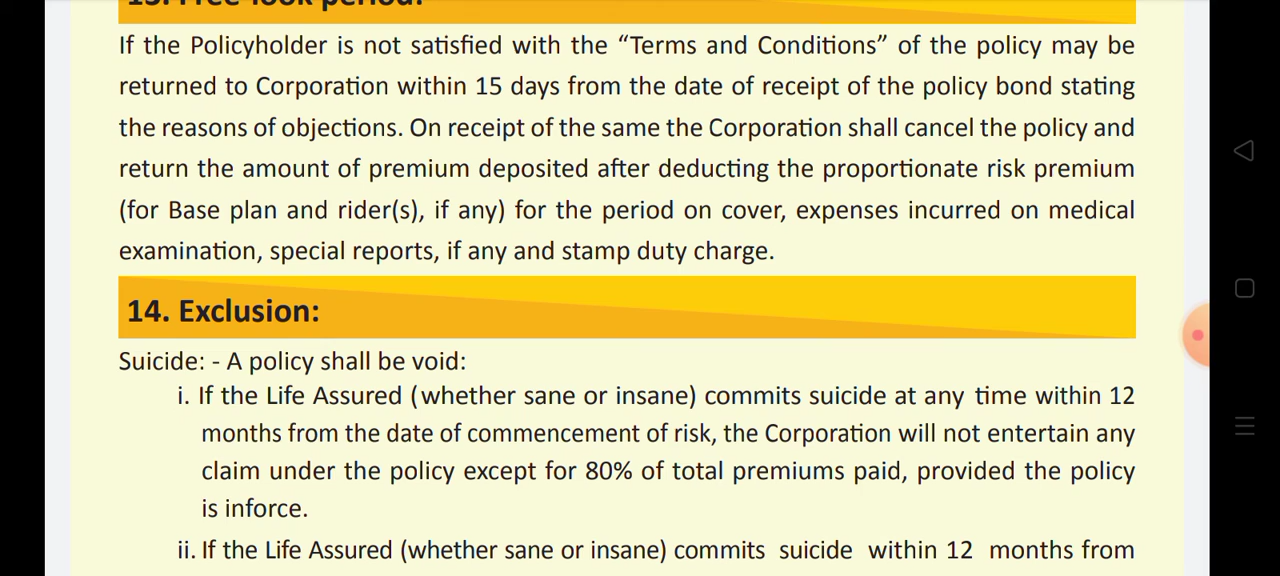 13. Free-look period:
If the Policyholder is not satisfied with the “Terms and Conditions” of the policy may be
returned to Corporation within 15 days from the date of receipt of the policy bond stating
the reasons of objections. On receipt of the same the Corporation shall cancel the policy and
return the amount of premium deposited after deducting the proportionate risk premium
(for Base plan and rider(s), if any) for the period on cover, expenses incurred on medical
examination, special reports, if any and stamp duty charge.
14. Exclusion:
Suicide: - A policy shall be void:
i. If the Life Assured (whether sane or insane) commits suicide at any time within 12
months from the date of commencement of risk, the Corporation will not entertain any
claim under the policy except for 80% of total premiums paid, provided the policy
is inforce.
ii. If the Life Assured (whether sane or insane) commits suicide within 12 months from